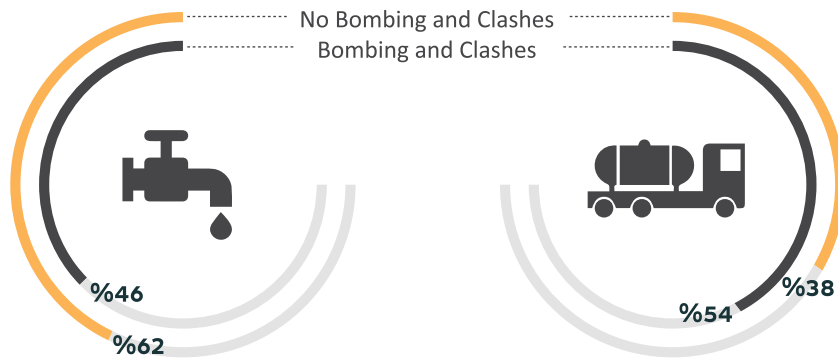 No Bombing and Clashes
Bombing and Clashes
%46
%62
%38
%54